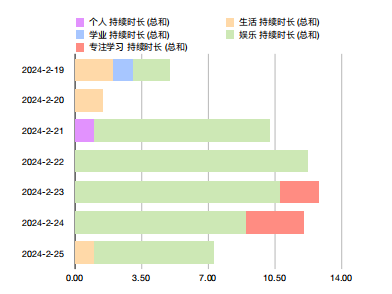 个人 持续时长 (总和)
生活 持续时长 (总和)
学业 持续时长 (总和)
娱乐 持续时长 (总和)
专注学习 持续时长 (总和)
2024-2-19
2024-2-20
2024-2-21
2024-2-22
2024-2-23
2024-2-24
2024-2-25
0.00 3.50 7.00 10.50 14.00